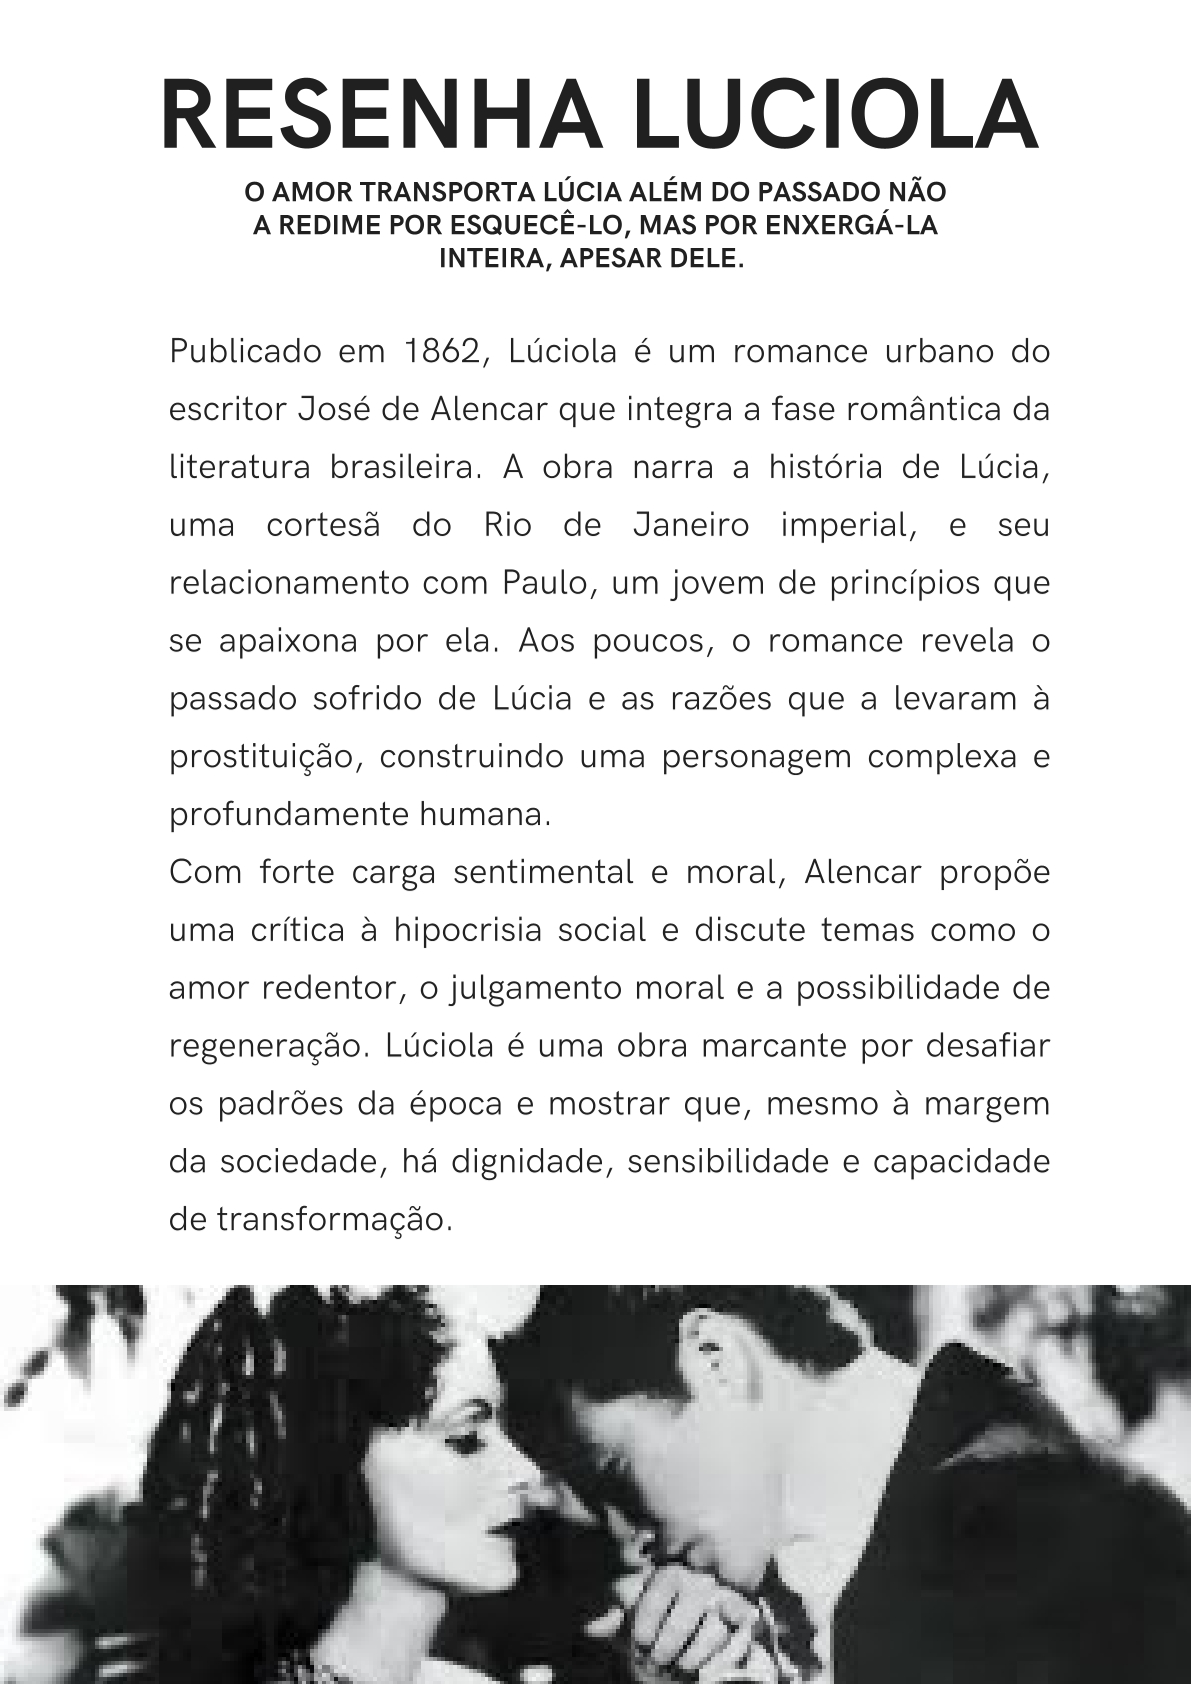 RESENHA LUCIOLA
O AMOR TRANSPORTA LÚCIA ALÉM DO PASSADO NÃO
A REDIME POR ESQUECÊ-LO, MAS POR ENXERGÁ-LA
INTEIRA, APESAR DELE.
Publicado em 1862, Lúciola é um romance urbano do
escritor José de Alencar que integra a fase romântica da
literatura brasileira. A obra narra a história de Lúcia,
uma cortesã do Rio de Janeiro imperial, e seu
relacionamento com Paulo, um jovem de princípios que
se apaixona por ela. Aos poucos, o romance revela o
passado sofrido de Lúcia e as razões que a levaram à
prostituição, construindo uma personagem complexa e
profundamente humana.
Com forte carga sentimental e moral, Alencar propõe
uma crítica à hipocrisia social e discute temas como o
amor redentor, o julgamento moral e a possibilidade de
regeneração. Lúciola é uma obra marcante por desafiar
os padrões da época e mostrar que, mesmo à margem
da sociedade, há dignidade, sensibilidade e capacidade
de transformação.